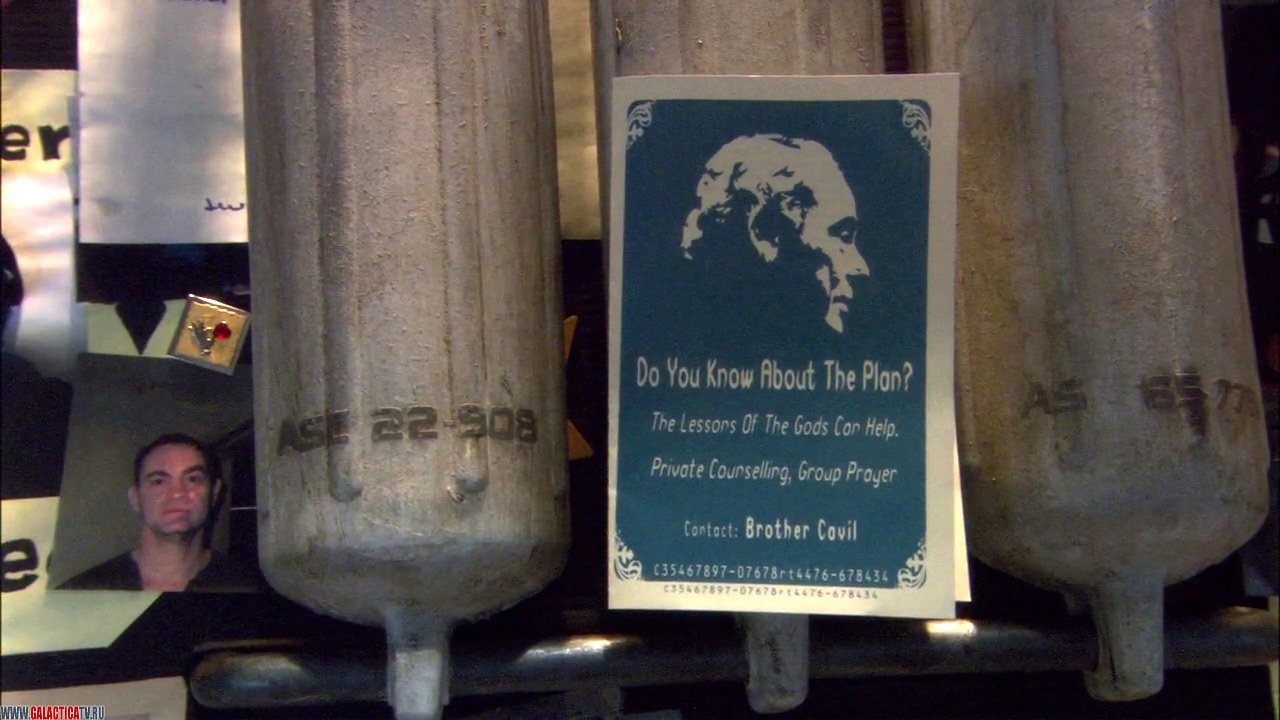 er
ASE 22-908
Do You Know About The Plan?
The Lessons Of The Gods Can Help.
Private Counselling, Group Prayer
Contact: Brother Cavil
C35467897-07678rt4476-678434
C35467897-07678rt4476-678434
AS
WWW.GALACTICATV.RU